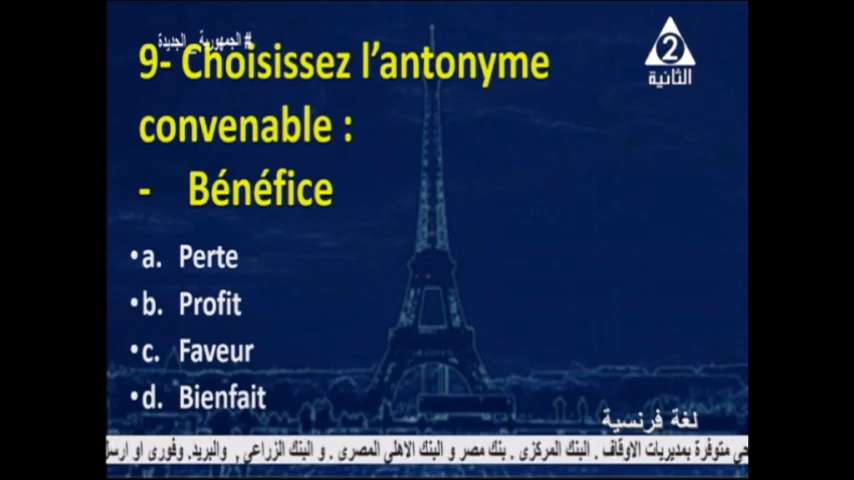 #الجمهورية_الجديدة
9- Choisissez l’antonyme
convenable :
- Bénéfice
•a. Perte
•b. Profit
•c. Faveur
•d. Bienfait
2
الثانية
لغة فرنسية
متوفرة بمديريات الاوقاف . البنك المركزى . بنك مصر و البنك الاهلى المصرى . و البنك الزراعى , والبريد. وفورى او